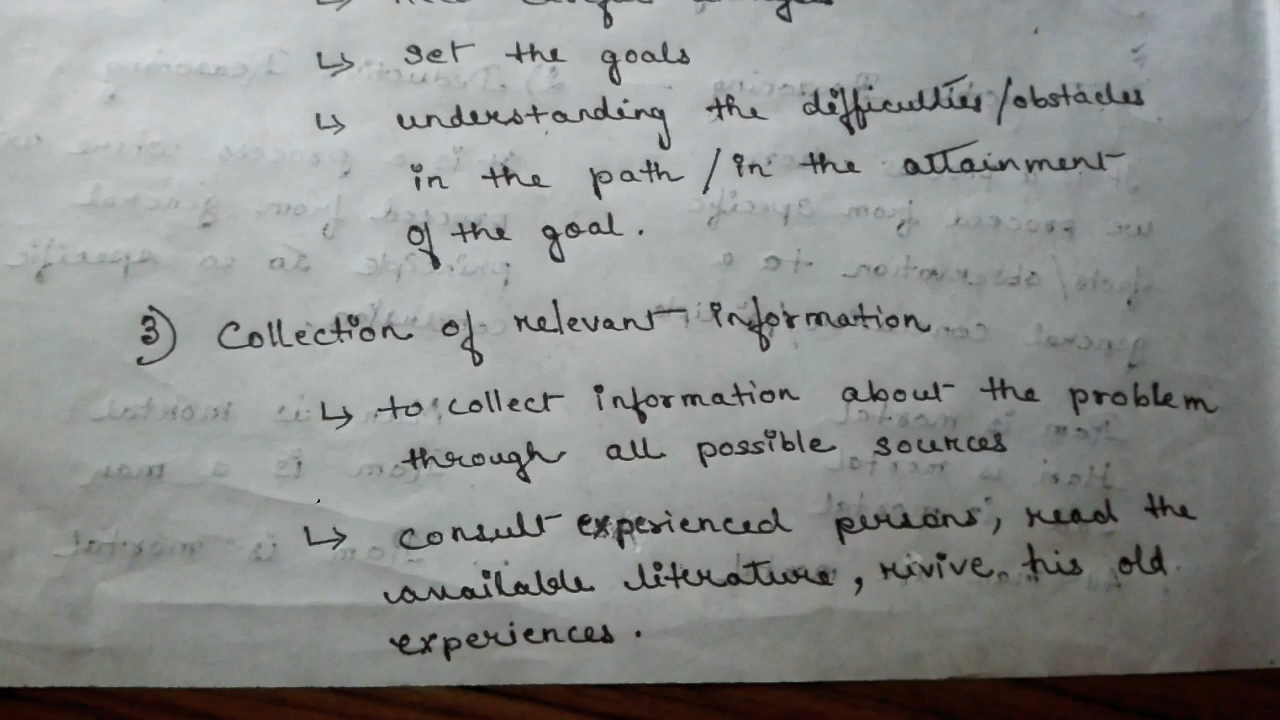 ↳ set the goals
↳ understanding the difficulties/obstacles
in the path / in the attainment
of the goal.
3) Collection of relevant information
↳ to collect information about the problem
through all possible sources
↳ consult experienced persons, read the
available literature, rivive his old
experiences.